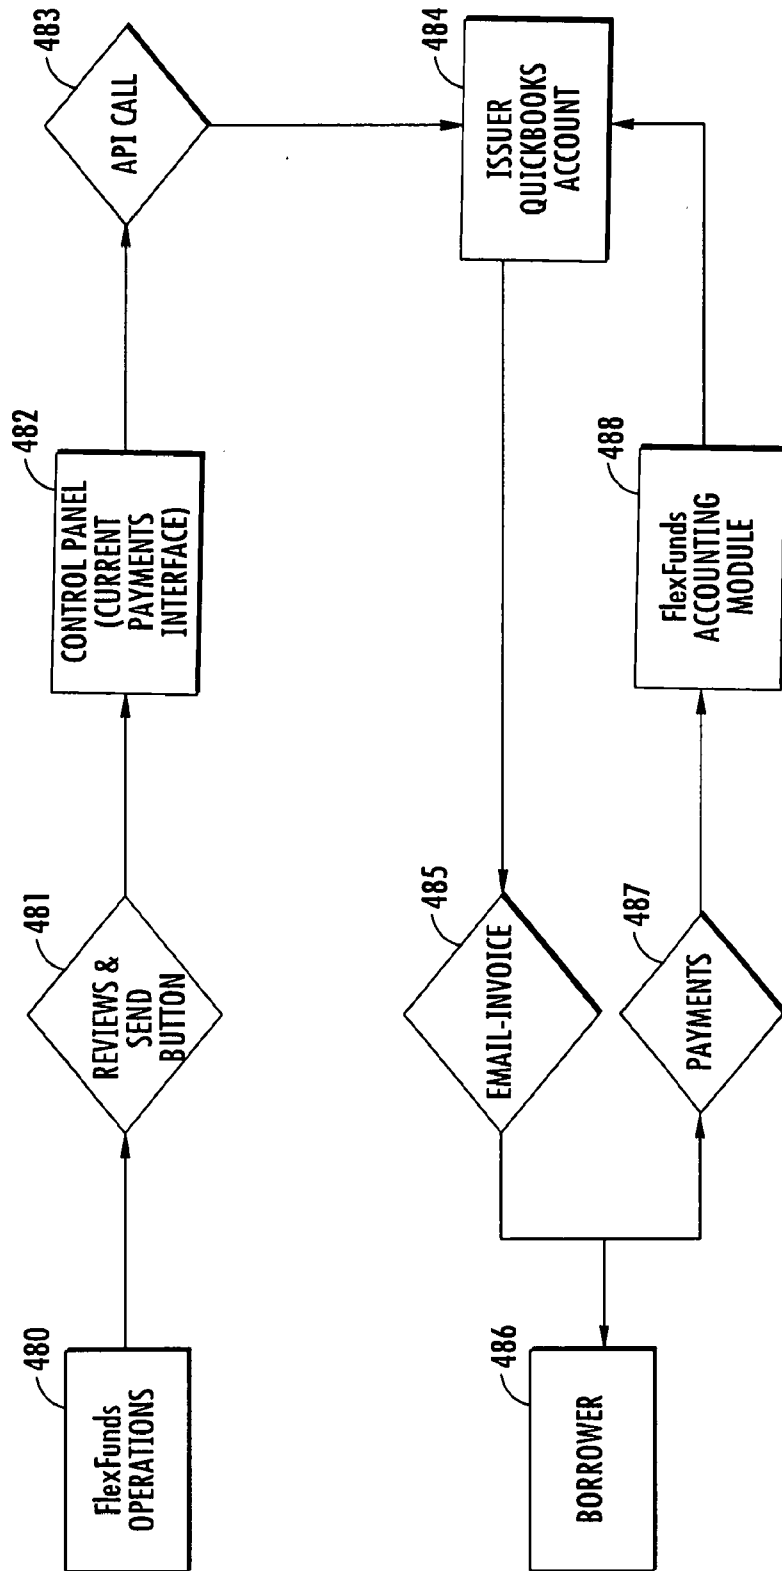 480
FlexFunds
OPERATIONS
481
REVIEWS &
SEND
BUTTON
482
CONTROL PANEL
(CURRENT
PAYMENTS
INTERFACE)
483
API CALL
484
ISSUER
QUICKBOOKS
ACCOUNT
485
EMAIL-INVOICE
486
BORROWER
487
PAYMENTS
488
FlexFunds
ACCOUNTING
MODULE